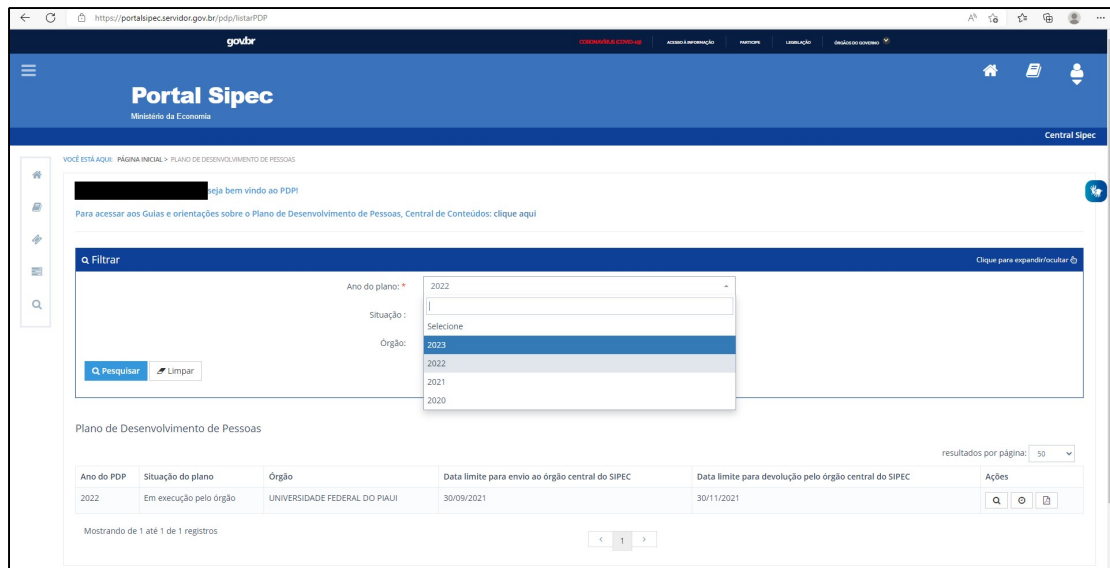 https://portalsipec.servidor.gov.br/pdp/listarPDP
gov.br
CORONAVÍRUS (COVID-19) ACESSO À INFORMAÇÃO PARTICIPE LEGISLAÇÃO ÓRGÃOS DO GOVERNO
Portal Sipec
Ministério da Economia
Central Sipec
VOCÊ ESTÁ AQUI: PÁGINA INICIAL > PLANO DE DESENVOLVIMENTO DE PESSOAS
seja bem vindo ao PDP!
Para acessar aos Guias e orientações sobre o Plano de Desenvolvimento de Pessoas, Central de Conteúdos: clique aqui
Filtrar Clique para expandir/ocultar
Ano do plano: * 2022
Situação :
Selecione
Órgão:
2023
2022
Pesquisar Limpar
2021
2020
Plano de Desenvolvimento de Pessoas
resultados por página: 50
Ano do PDP Situação do plano Órgão Data limite para envio ao órgão central do SIPEC Data limite para devolução pelo órgão central do SIPEC Ações
2022 Em execução pelo órgão UNIVERSIDADE FEDERAL DO PIAUI 30/09/2021 30/11/2021
Mostrando de 1 até 1 de 1 registros
1